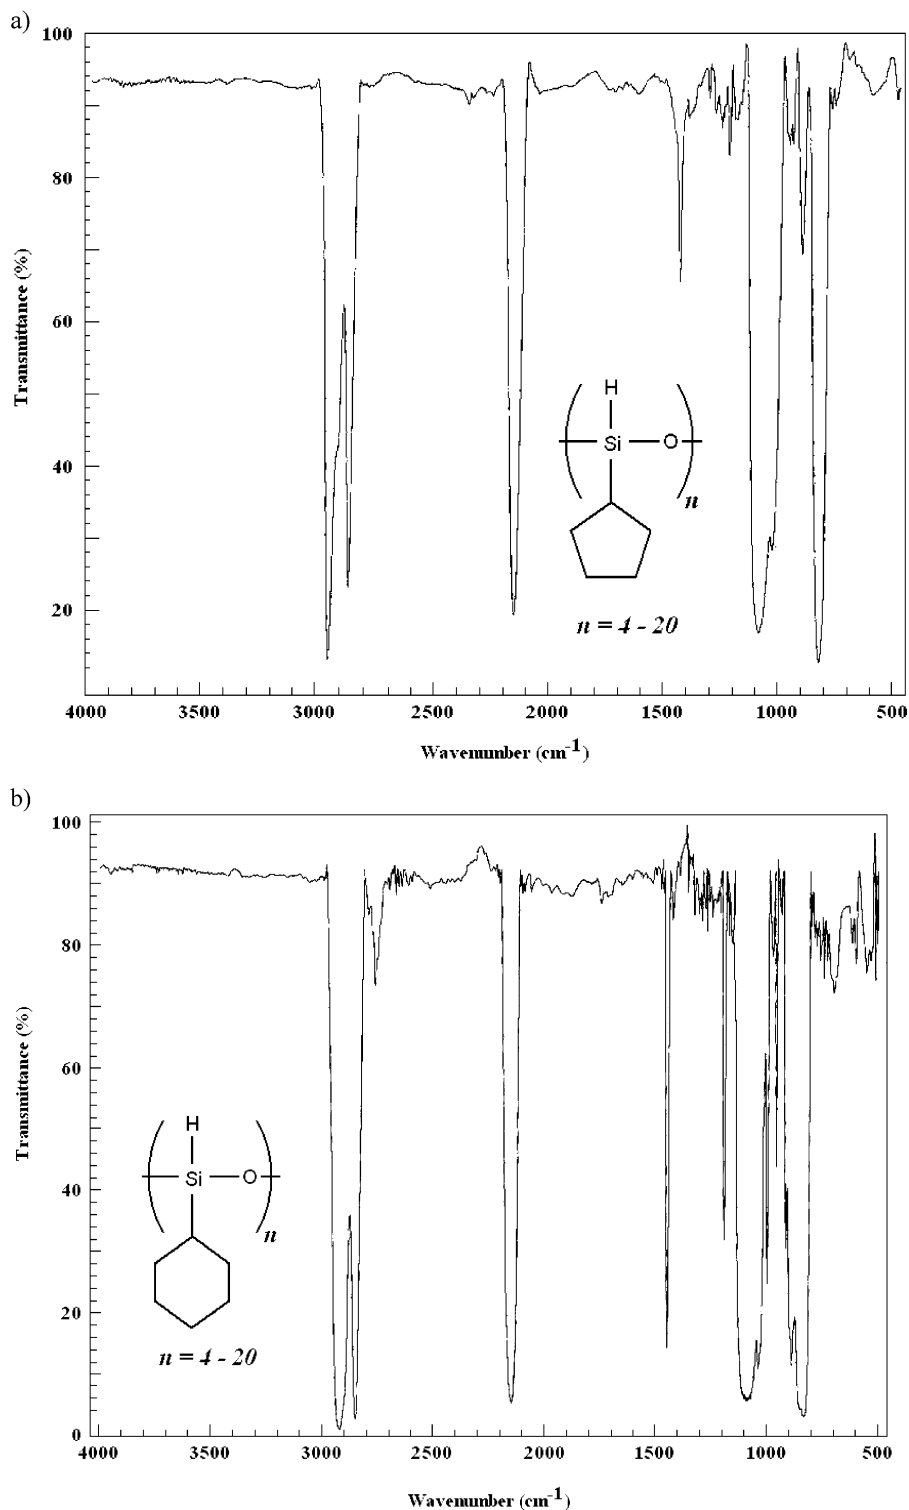 a)
100
80
60
40
20
Transmittance (%)
H
Si
O
n
n = 4 - 20
4000 3500 3000 2500 2000 1500 1000 500
Wavenumber (cm-1)
b)
100
80
60
40
20
0
Transmittance (%)
H
Si
O
n
n = 4 - 20
4000 3500 3000 2500 2000 1500 1000 500
Wavenumber (cm-1)